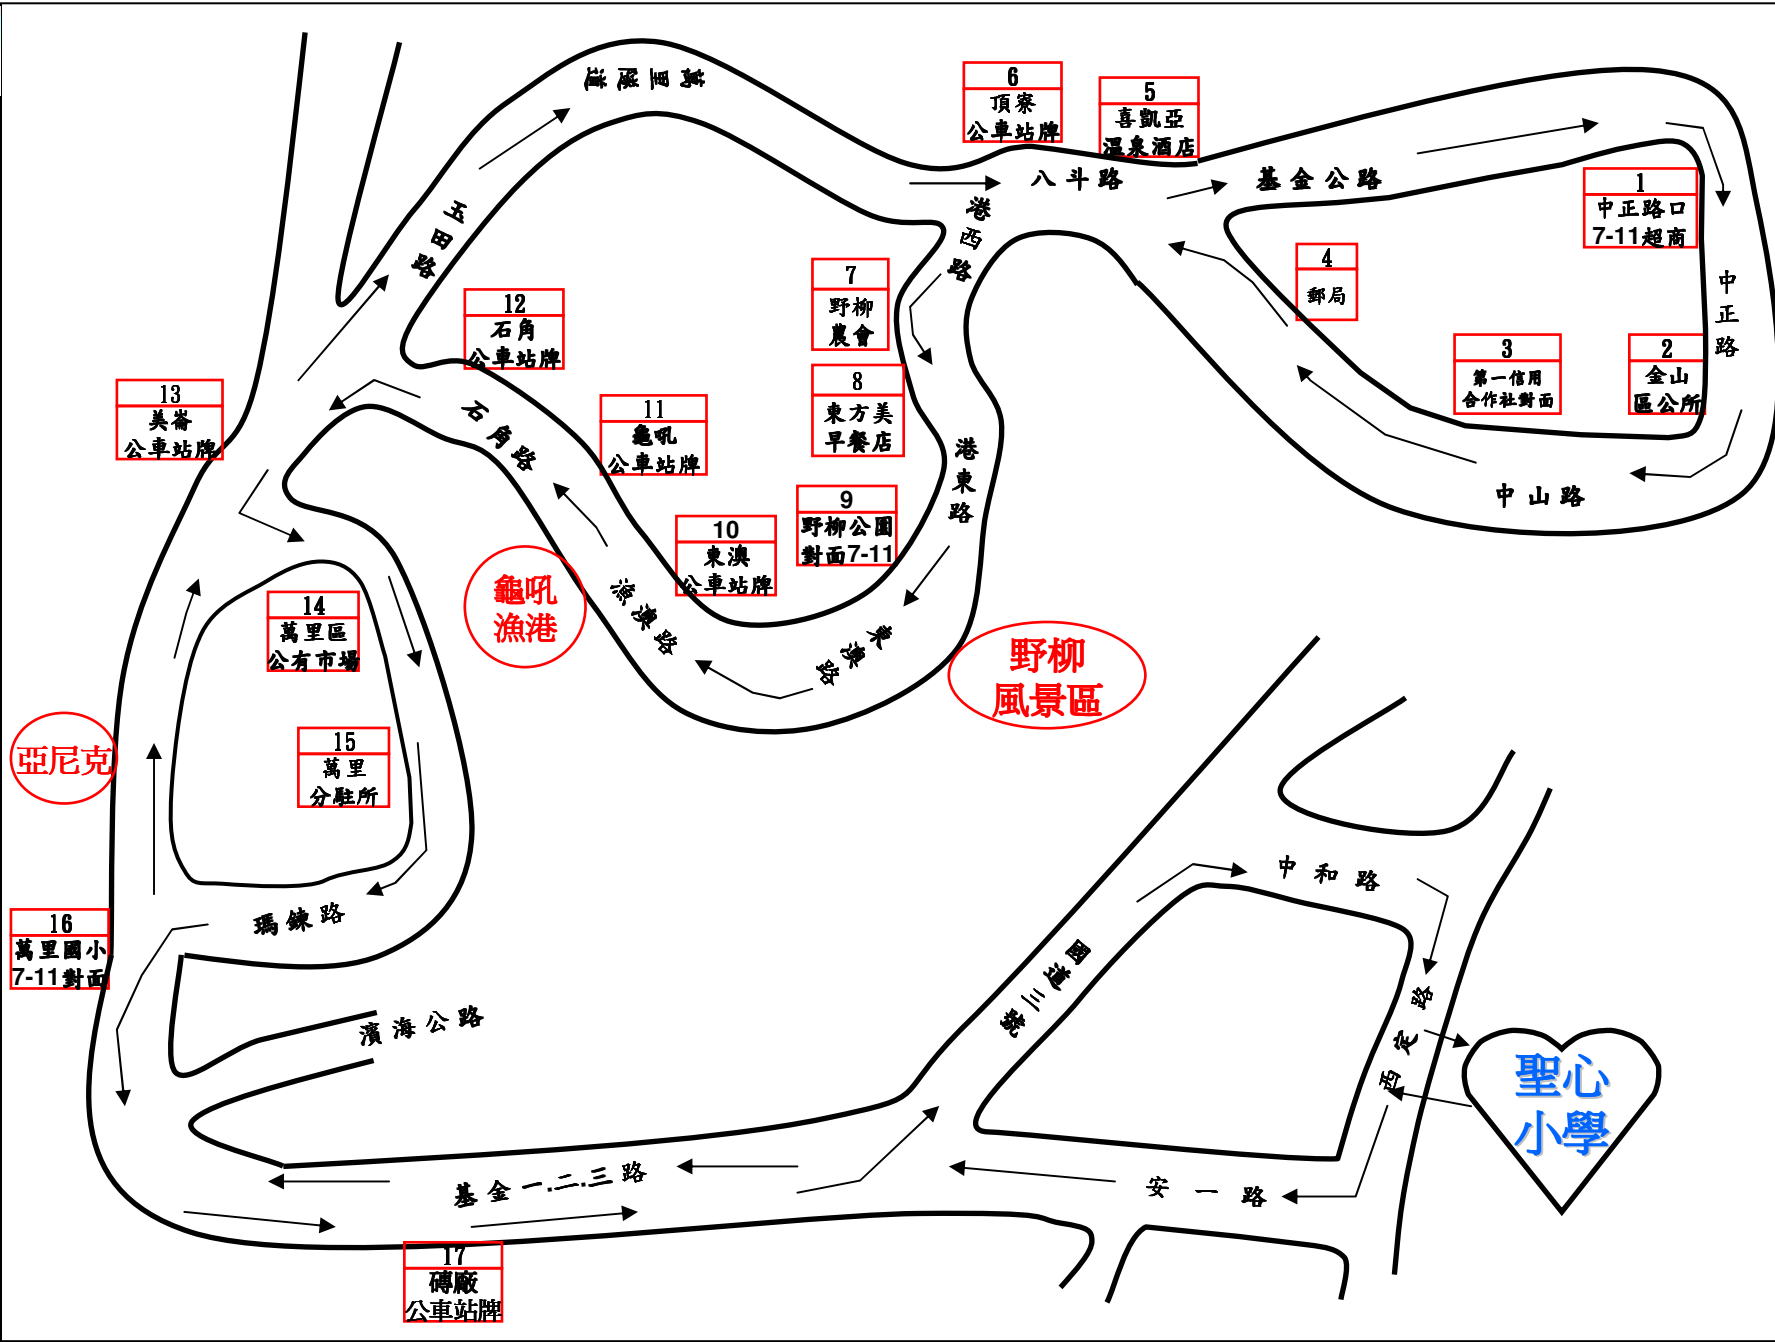 萬里隧道
6
頂寮
公車站牌
5
喜凱亞
溫泉酒店
八斗路
基金公路
1
中正路口
7-11超商
玉田路
港西路
4
郵局
中正路
7
野柳
農會
12
石角
公車站牌
3
第一信用
合作社對面
2
金山
區公所
13
美崙
公車站牌
8
東方美
早餐店
11
龜吼
公車站牌
石角路
港東路
中山路
9
野柳公園
對面7-11
10
東澳
公車站牌
龜吼
漁港
漁澳路
東澳路
野柳
風景區
14
萬里區
公有市場
15
萬里
分駐所
亞尼克
16
萬里國小
7-11對面
瑪鍊路
濱海公路
中和路
國道三號
西定路
聖心
小學
基金一.二.三路
安一路
17
磚廠
公車站牌